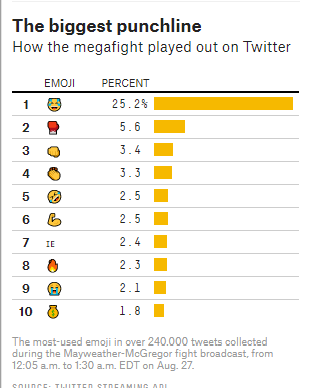 The biggest punchline
How the megafight played out on Twitter
EMOJI PERCENT
1 😂 25.2%
2 🥊 5.6
3 👊 3.4
4 👏 3.3
5 🤣 2.5
6 💪 2.5
7 IE 2.4
8 🔥 2.3
9 😭 2.1
10 💰 1.8
The most-used emoji in over 240,000 tweets collected
during the Mayweather-McGregor fight broadcast, from
12:05 a.m. to 1:30 a.m. EDT on Aug. 27.
SOURCE: TWITTER STREAMING API